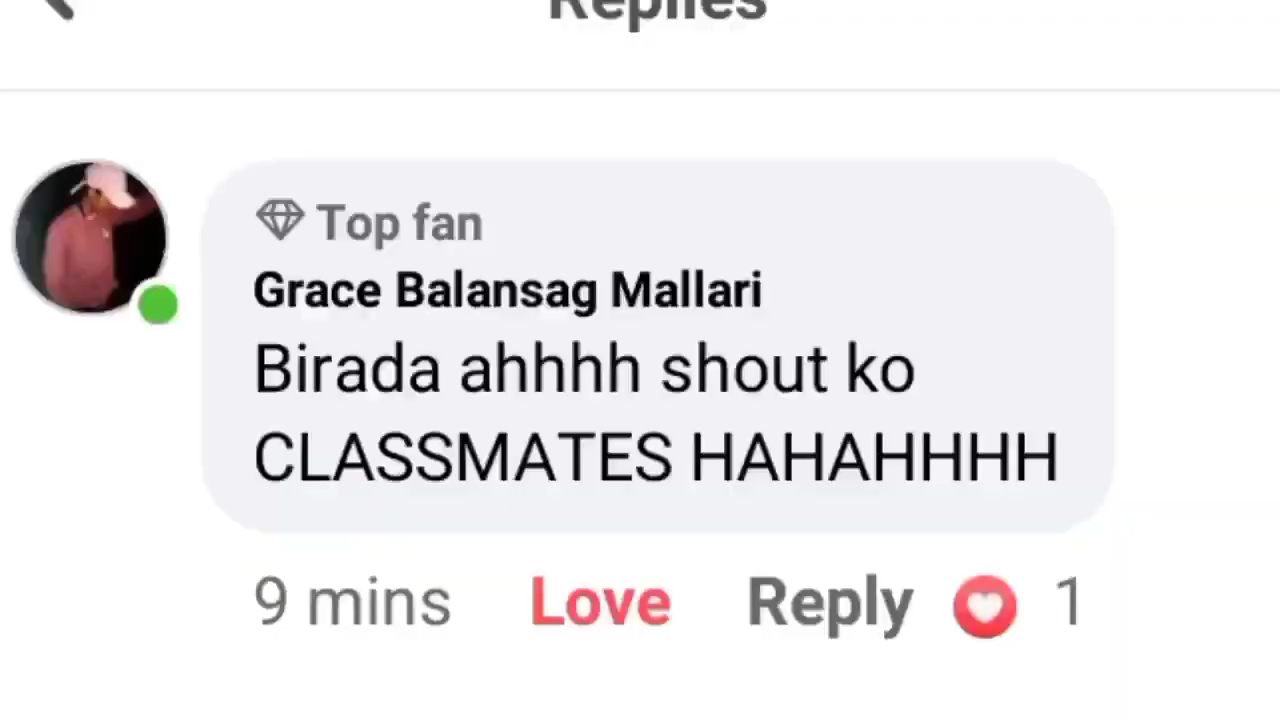 Replies
Top fan
Grace Balansag Mallari
Birada ahhhh shout ko
CLASSMATES HAHAHHHH
9 mins Love Reply 1